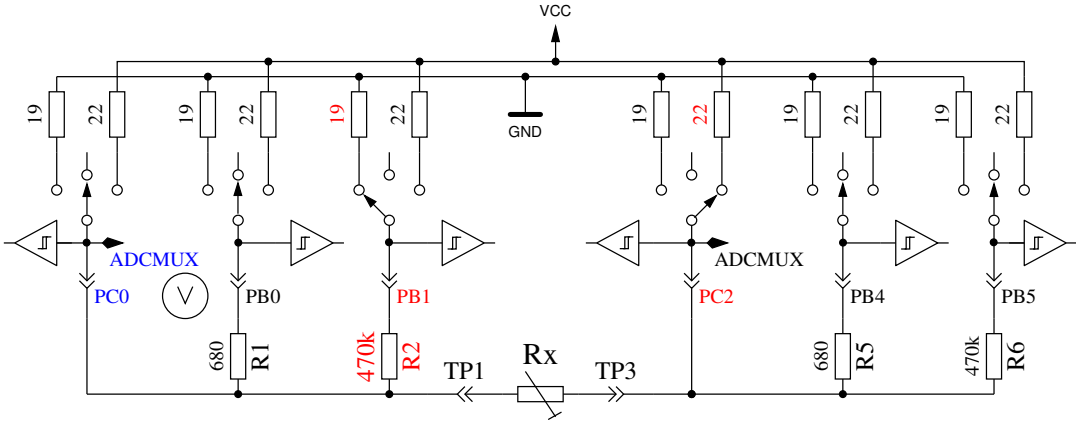 VCC
19
22
19
22
19
22
GND
19
22
19
22
19
22
ADCMUX
ADCMUX
PC0
V
PB0
PB1
PC2
PB4
PB5
680
R1
470k
R2
680
R5
470k
R6
TP1
Rx
TP3